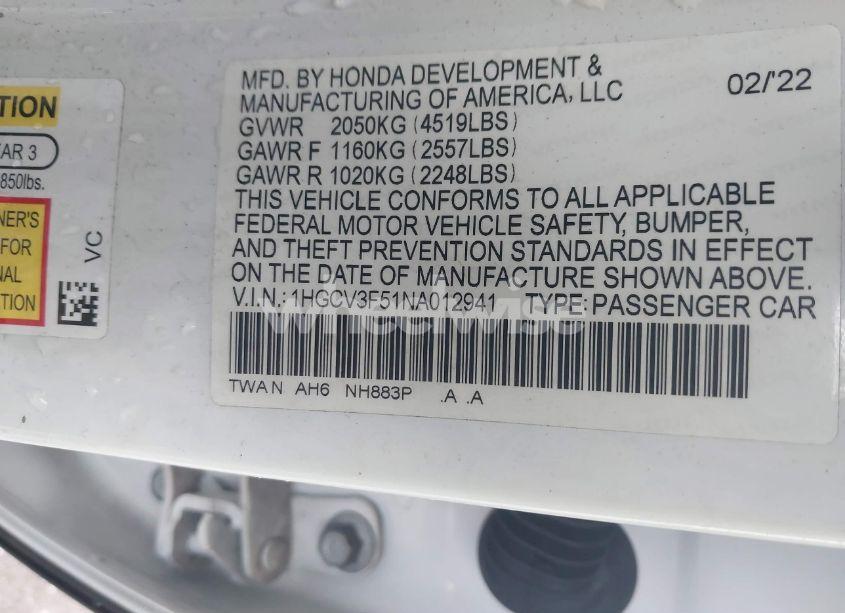 TION
AR 3
850lbs.
NER'S
FOR
NAL
TION
VC
MFD. BY HONDA DEVELOPMENT &
MANUFACTURING OF AMERICA, LLC
02/'22
GVWR 2050KG (4519LBS)
GAWR F 1160KG (2557LBS)
GAWR R 1020KG (2248LBS)
THIS VEHICLE CONFORMS TO ALL APPLICABLE
FEDERAL MOTOR VEHICLE SAFETY, BUMPER,
AND THEFT PREVENTION STANDARDS IN EFFECT
ON THE DATE OF MANUFACTURE SHOWN ABOVE.
V.I.N.: 1HGCV3F51NA012941 TYPE: PASSENGER CAR
wheelwise
TWA N AH6 NH883P .A .A